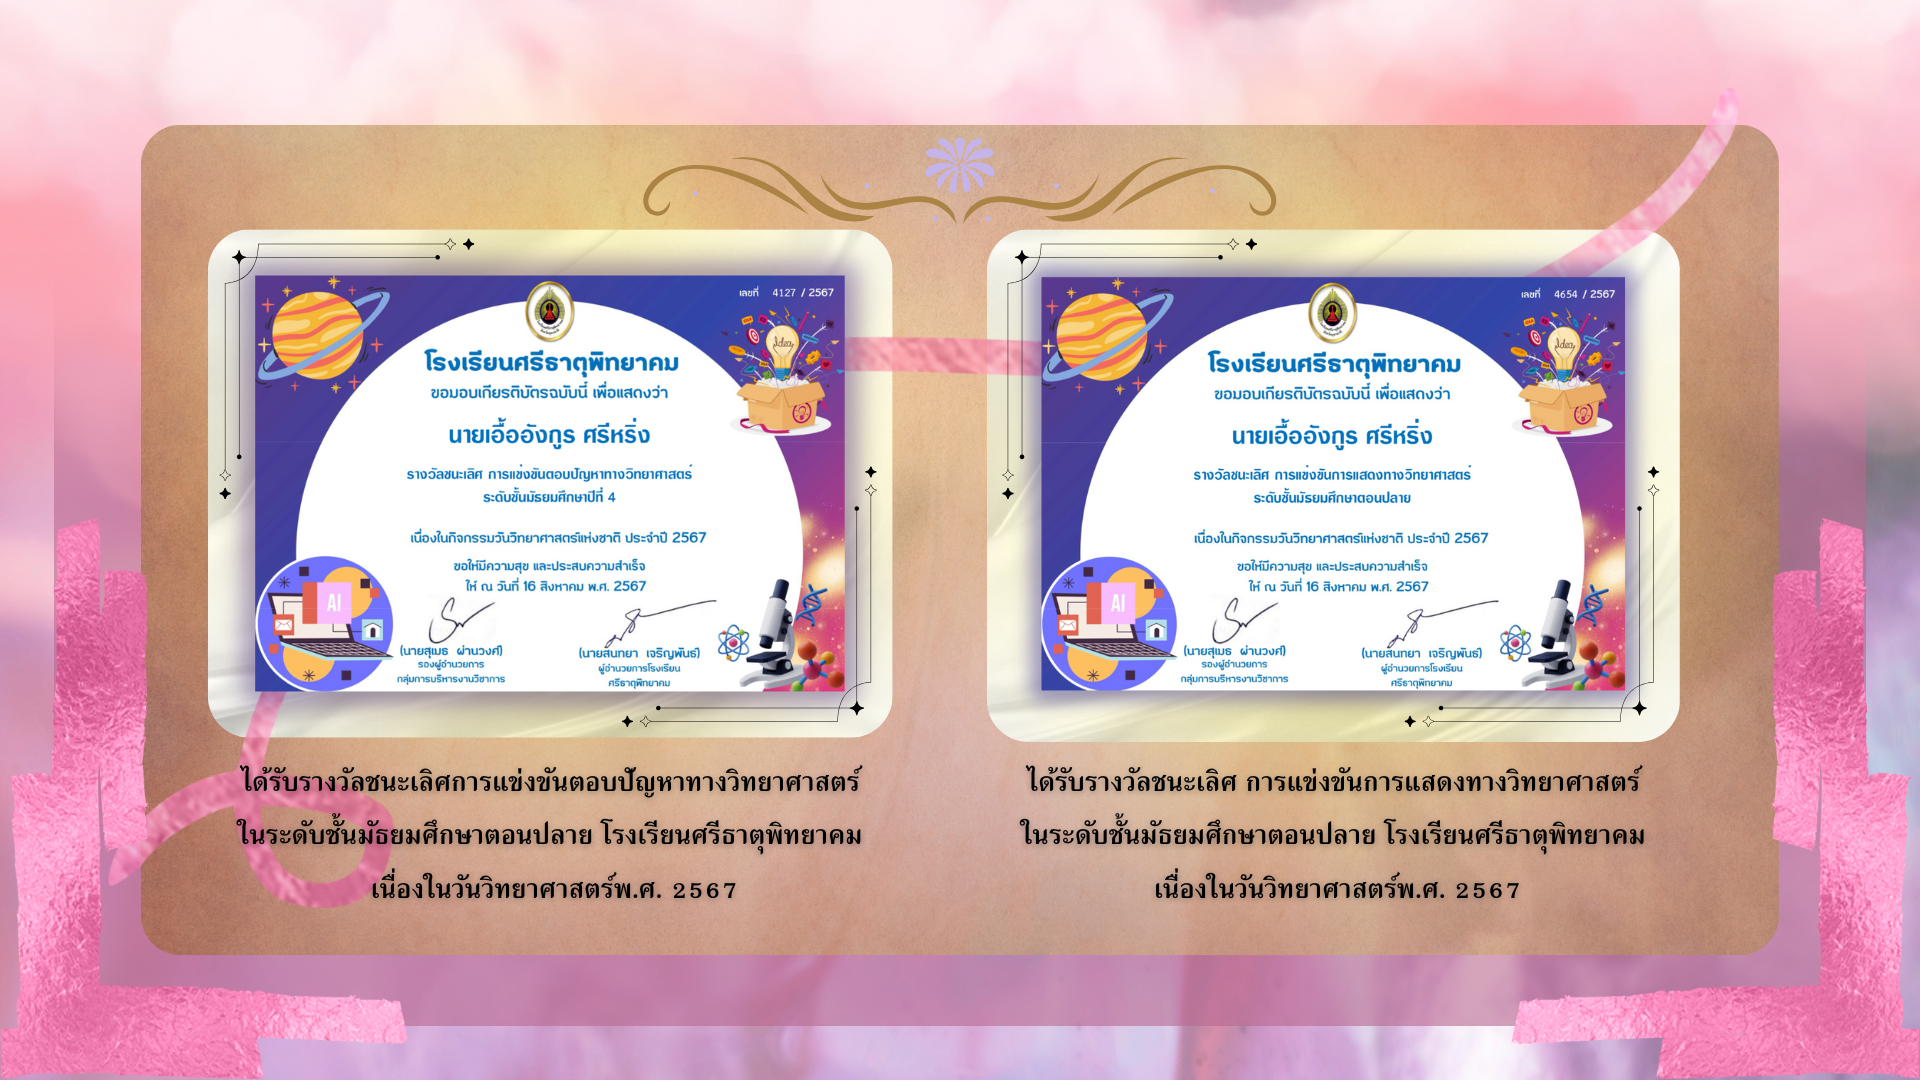 เลขที่ 4127 / 2567
โรงเรียนศรีธาตุพิทยาคม
ขอมอบเกียรติบัตรฉบับนี้ เพื่อแสดงว่า
นายเอื้ออังกูร ศรีหริ่ง
รางวัลชนะเลิศ การแข่งขันตอบปัญหาทางวิทยาศาสตร์
ระดับชั้นมัธยมศึกษาปีที่ 4
เนื่องในกิจกรรมวันวิทยาศาสตร์แห่งชาติ ประจำปี 2567
ขอให้มีความสุข และประสบความสำเร็จ
ให้ ณ วันที่ 16 สิงหาคม พ.ศ. 2567
(นายสุเมธ ผ่านวงศ์)
รองผู้อำนวยการ
กลุ่มการบริหารงานวิชาการ
(นายสันทยา เจริญพันธ์)
ผู้อำนวยการโรงเรียน
ศรีธาตุพิทยาคม
Idea
AI
ได้รับรางวัลชนะเลิศการแข่งขันตอบปัญหาทางวิทยาศาสตร์
ในระดับชั้นมัธยมศึกษาตอนปลาย โรงเรียนศรีธาตุพิทยาคม
เนื่องในวันวิทยาศาสตร์พ.ศ. 2567
เลขที่ 4654 / 2567
โรงเรียนศรีธาตุพิทยาคม
ขอมอบเกียรติบัตรฉบับนี้ เพื่อแสดงว่า
นายเอื้ออังกูร ศรีหริ่ง
รางวัลชนะเลิศ การแข่งขันการแสดงทางวิทยาศาสตร์
ระดับชั้นมัธยมศึกษาตอนปลาย
เนื่องในกิจกรรมวันวิทยาศาสตร์แห่งชาติ ประจำปี 2567
ขอให้มีความสุข และประสบความสำเร็จ
ให้ ณ วันที่ 16 สิงหาคม พ.ศ. 2567
(นายสุเมธ ผ่านวงศ์)
รองผู้อำนวยการ
กลุ่มการบริหารงานวิชาการ
(นายสันทยา เจริญพันธ์)
ผู้อำนวยการโรงเรียน
ศรีธาตุพิทยาคม
Idea
AI
ได้รับรางวัลชนะเลิศ การแข่งขันการแสดงทางวิทยาศาสตร์
ในระดับชั้นมัธยมศึกษาตอนปลาย โรงเรียนศรีธาตุพิทยาคม
เนื่องในวันวิทยาศาสตร์พ.ศ. 2567